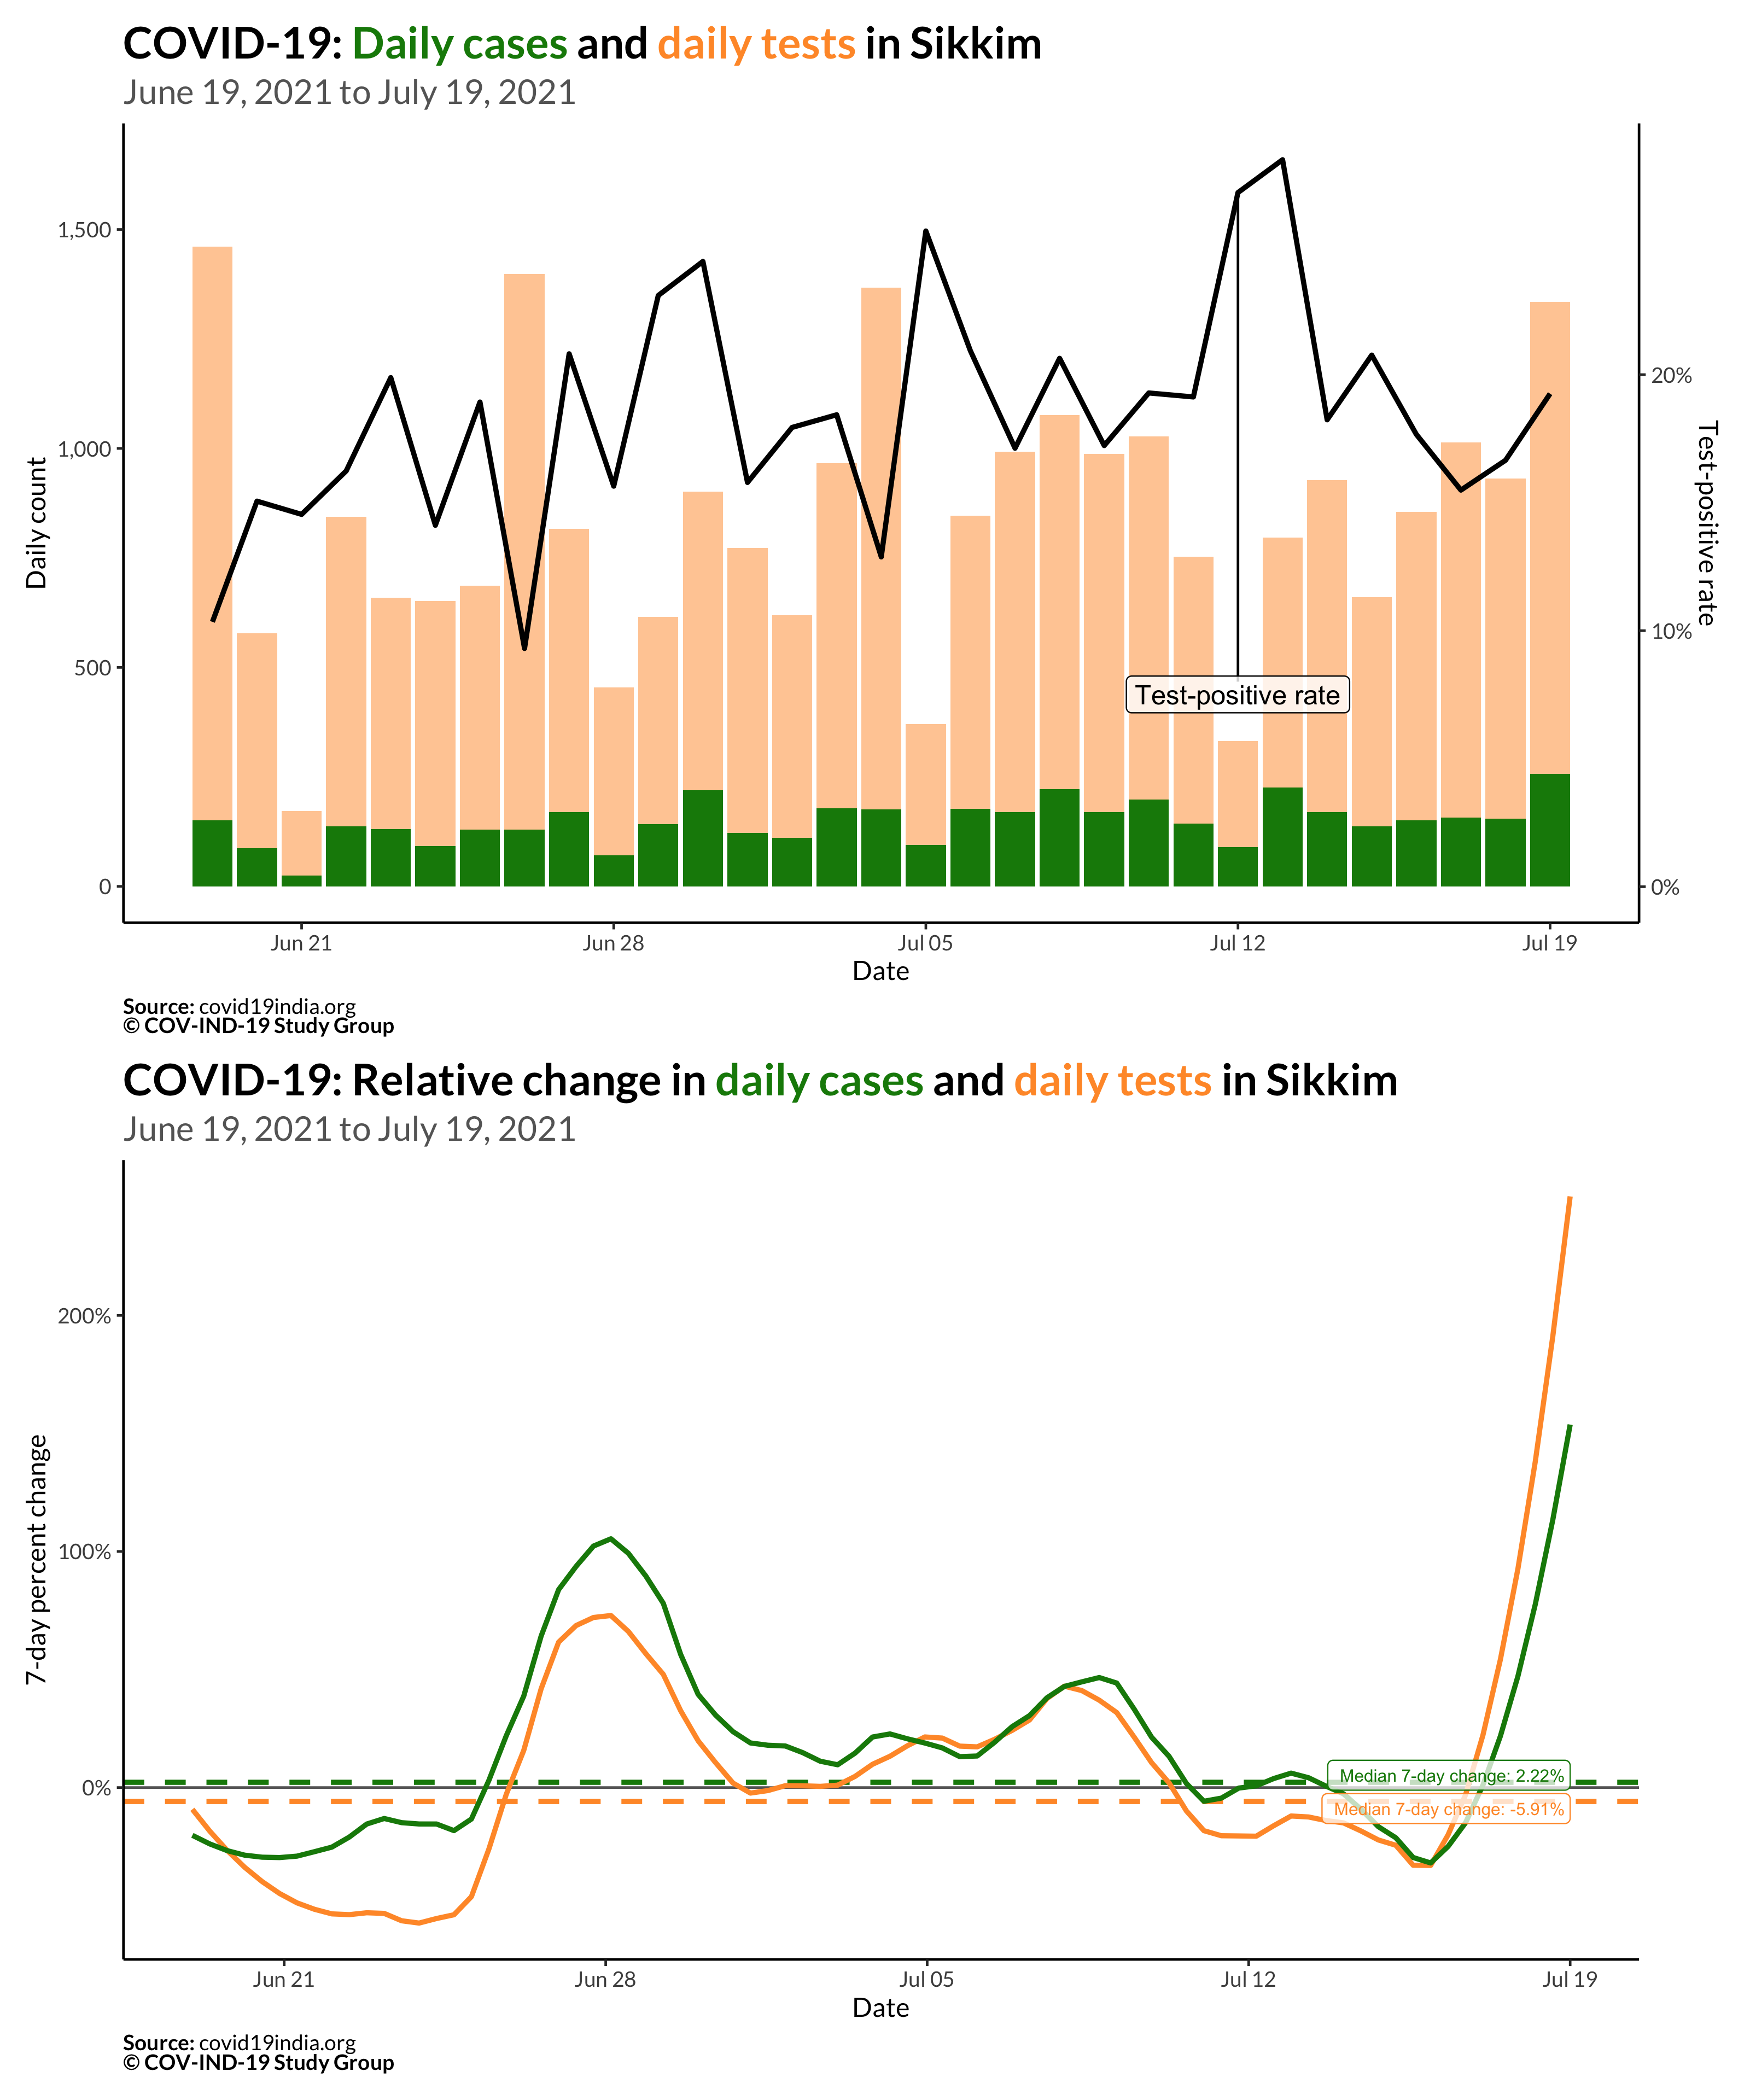 COVID-19: Daily cases and daily tests in Sikkim
June 19, 2021 to July 19, 2021
1,500
1,000
500
0
Daily count
20%
10%
0%
Test-positive rate
Test-positive rate
Jun 21
Jun 28
Jul 05
Jul 12
Jul 19
Date
Source: covid19india.org
© COV-IND-19 Study Group
COVID-19: Relative change in daily cases and daily tests in Sikkim
June 19, 2021 to July 19, 2021
200%
100%
0%
7-day percent change
Median 7-day change: 2.22%
Median 7-day change: -5.91%
Jun 21
Jun 28
Jul 05
Jul 12
Jul 19
Date
Source: covid19india.org
© COV-IND-19 Study Group